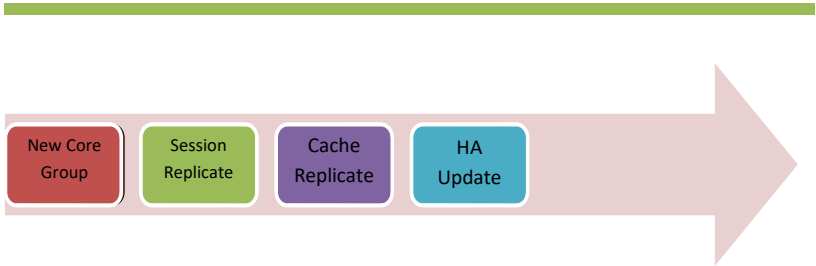 New Core
Group
Session
Replicate
Cache
Replicate
HA
Update